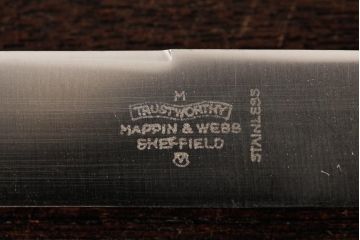 M
TRUSTWORTHY
MAPPIN & WEBB
SHEFFIELD
STAINLESS